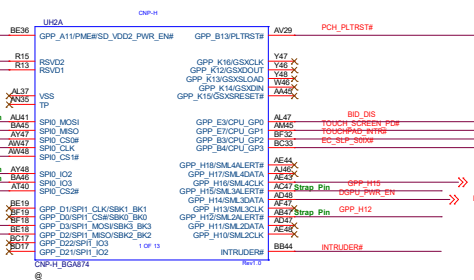 CNP-H
UH2A
BE36 GPP_A11/PME#/SD_VDD2_PWR_EN# GPP_B13/PLTRST# AV29 PCH_PLTRST#
R15 RSVD2 GPP_K16/GSXCLK Y47
R13 RSVD1 GPP_K12/GSXDOUT Y46
GPP_K13/GSXSLOAD Y48
AL37 VSS GPP_K14/GSXDIN W46
AN35 TP GPP_K15/GSXSRESET# AA45
AL41 SPI0_MOSI GPP_E3/CPU_GP0 AL47 BID_DIS
BA45 SPI0_MISO GPP_E7/CPU_GP1 AM45 TOUCH_SCREEN_PD#
AY47 SPI0_CS0# GPP_B3/CPU_GP2 BF32 TOUCHPAD_INTR#
AW47 SPI0_CLK GPP_B4/CPU_GP3 BC33 EC_SLP_S0IX#
AW48 SPI0_CS1#
GPP_H18/SML4ALERT# AE44
AY48 SPI0_IO2 GPP_H17/SML4DATA AJ46
BA46 SPI0_IO3 GPP_H16/SML4CLK AE43 GPP_H15
AT40 SPI0_CS2# GPP_H15/SML3ALERT# AC47 Strap Pin
GPP_H14/SML3DATA AD48 DGPU_PWR_EN
BE19 GPP_D1/SPI1_CLK/SBK1_BK1 GPP_H13/SML3CLK AF47
BF19 GPP_D0/SPI1_CS#/SBK0_BK0 GPP_H12/SML2ALERT# AB47 Strap Pin GPP_H12
BF18 GPP_D3/SPI1_MOSI/SBK3_BK3 GPP_H11/SML2DATA AD47
BE18 GPP_D2/SPI1_MISO/SBK2_BK2 GPP_H10/SML2CLK AE48
BC17 GPP_D22/SPI1_IO3 1 OF 13
BD17 GPP_D21/SPI1_IO2 INTRUDER# BB44 INTRUDER#
CNP-H_BGA874 Rev1.0
@